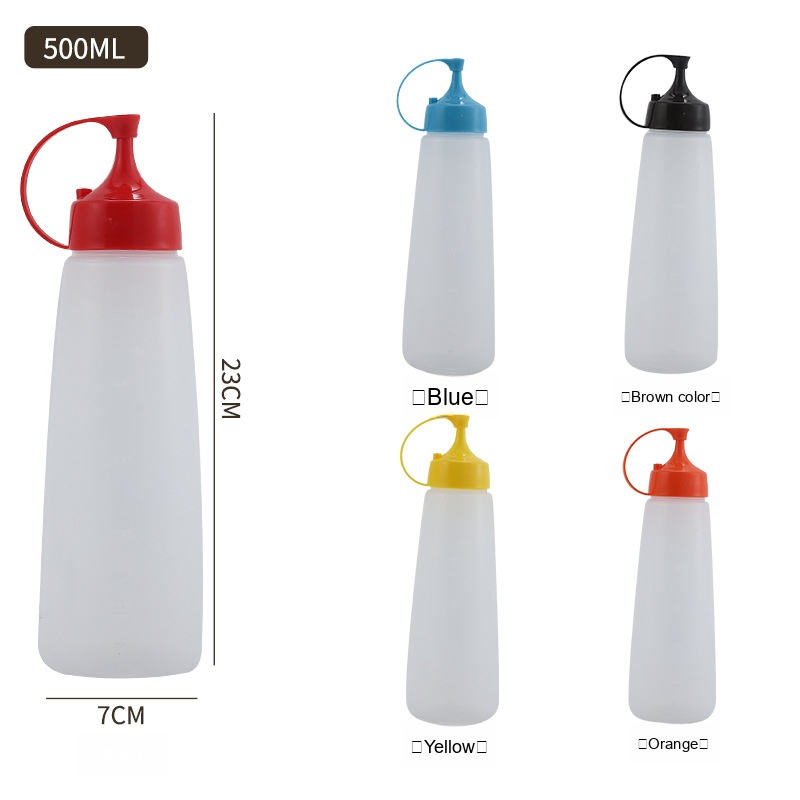 500ML
23CM
7CM
▯Blue▯
▯Brown color▯
▯Yellow▯
▯Orange▯